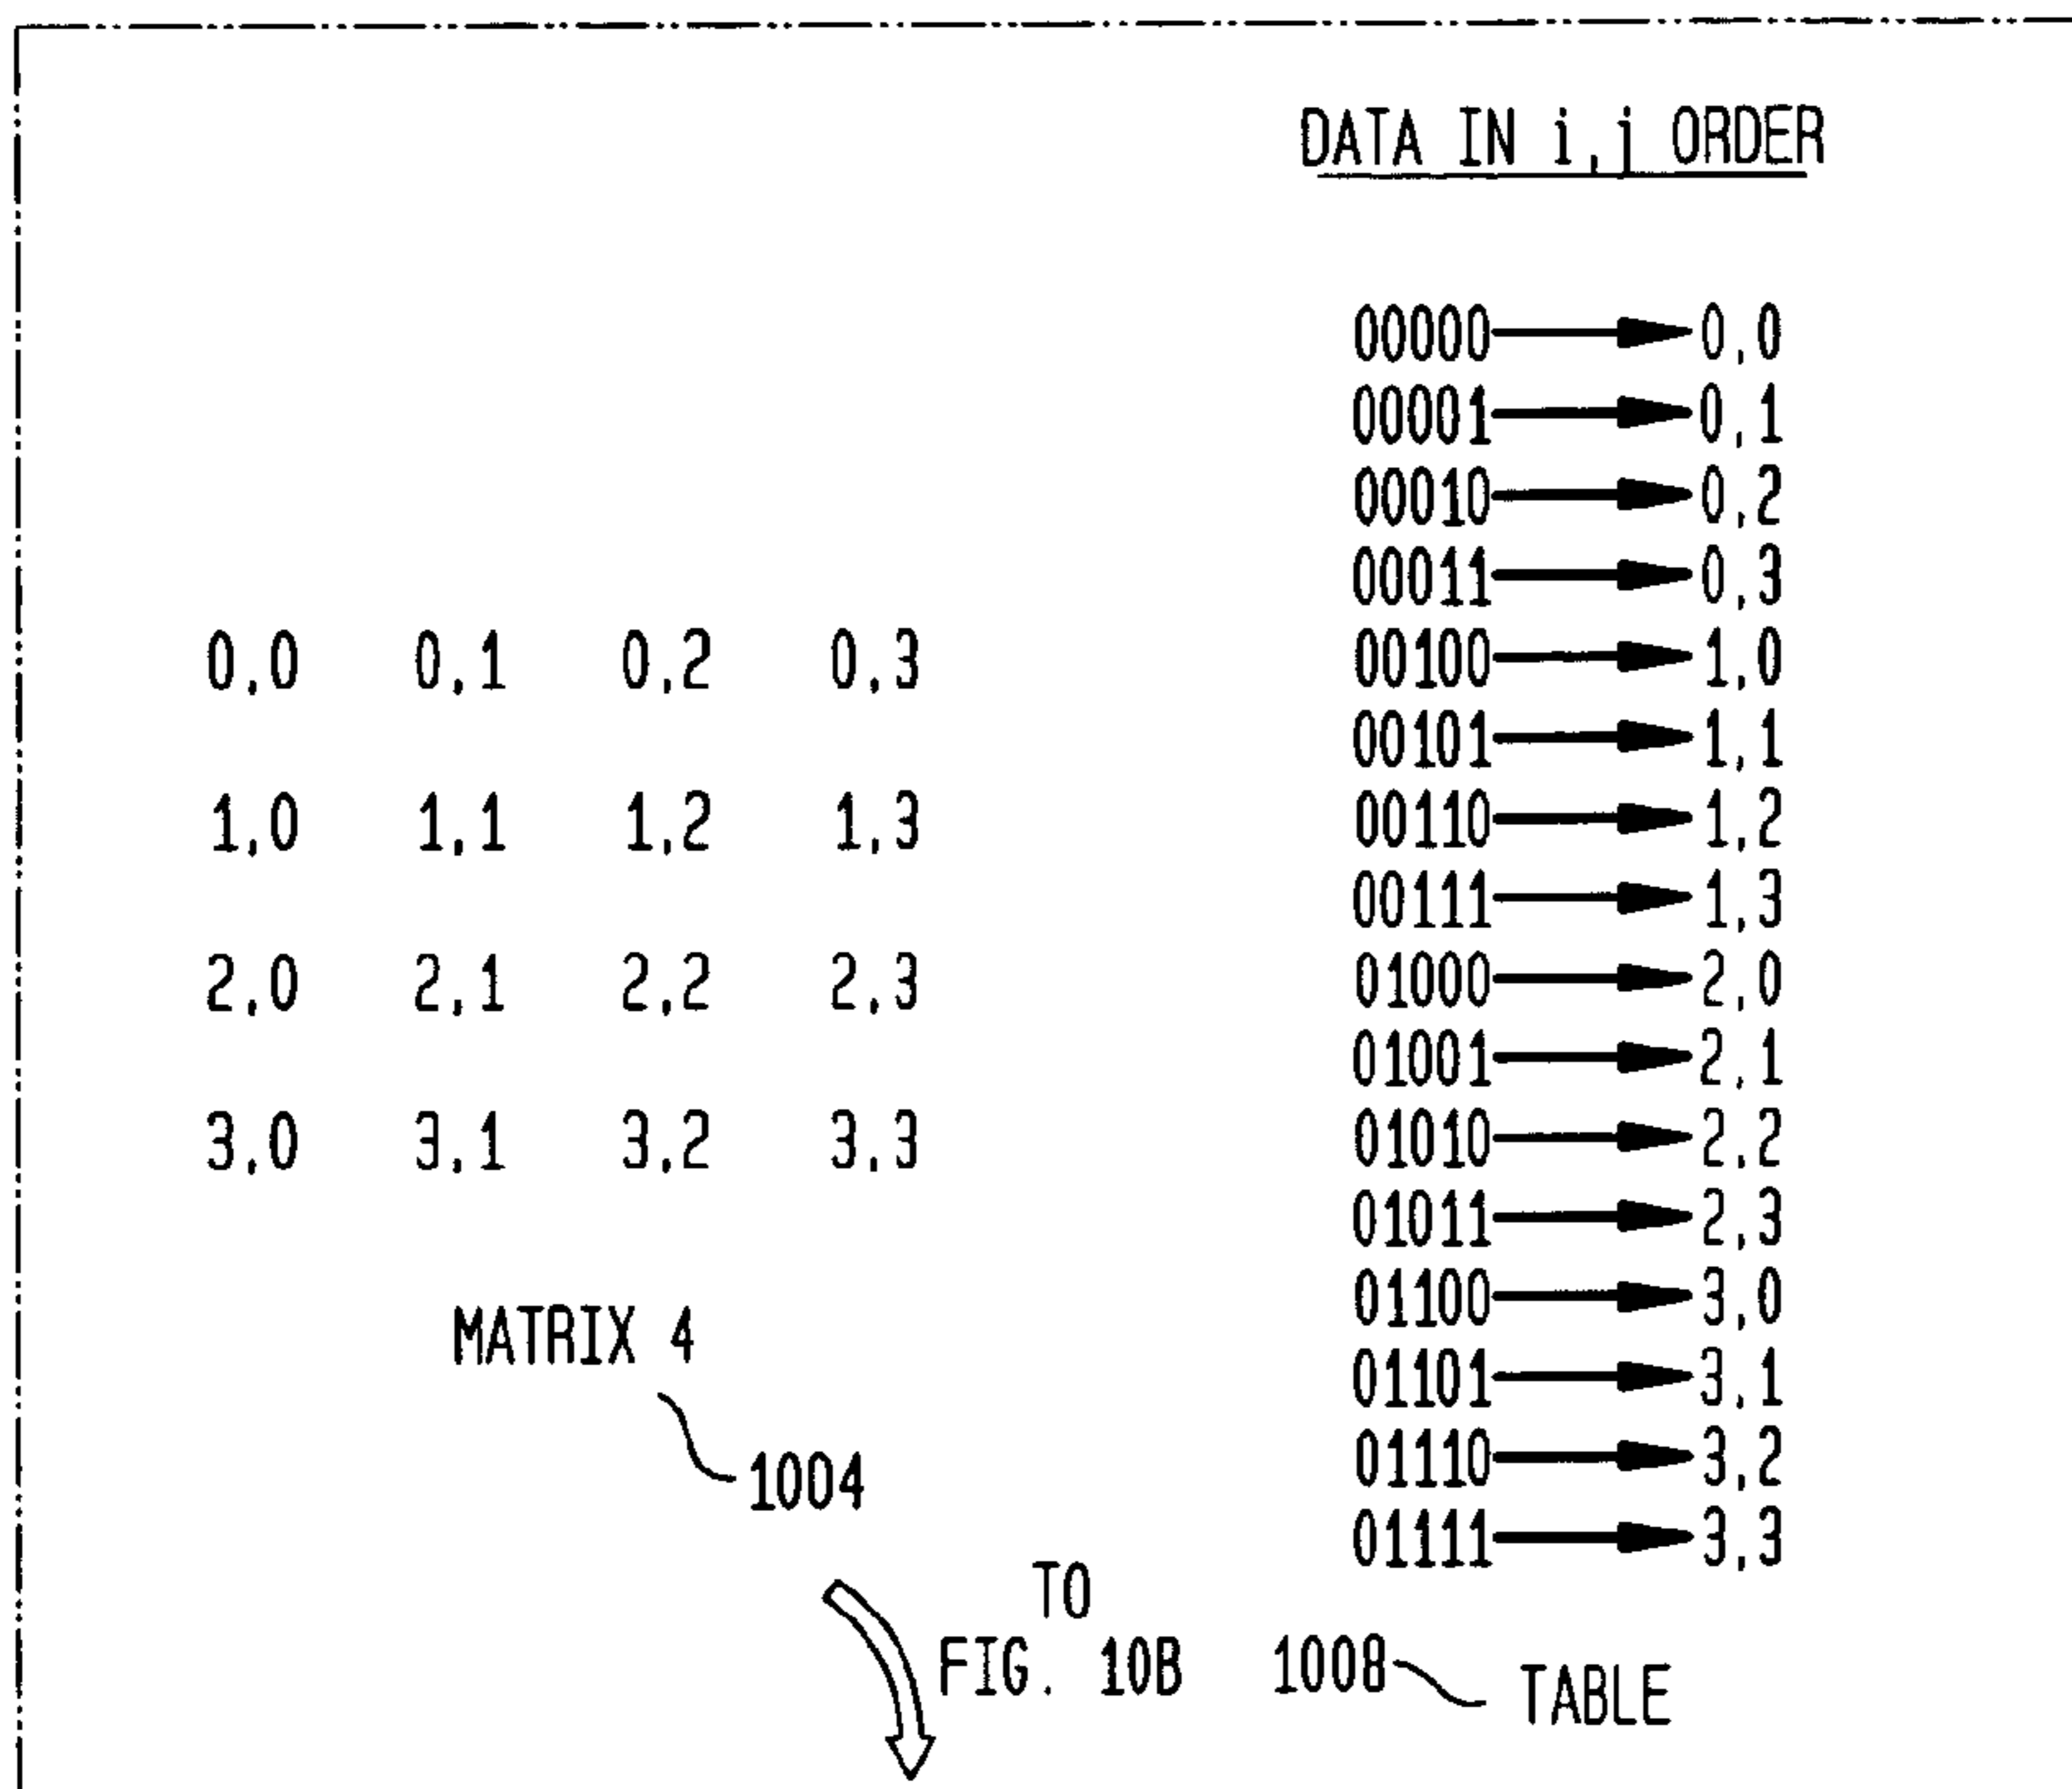 DATA IN i,j ORDER
00000 0,0
00001 0,1
00010 0,2
00011 0,3
00100 1,0
00101 1,1
00110 1,2
00111 1,3
01000 2,0
01001 2,1
01010 2,2
01011 2,3
01100 3,0
01101 3,1
01110 3,2
01111 3,3
1008 TABLE
0,0 0,1 0,2 0,3
1,0 1,1 1,2 1,3
2,0 2,1 2,2 2,3
3,0 3,1 3,2 3,3
MATRIX 4
1004
TO
FIG. 10B